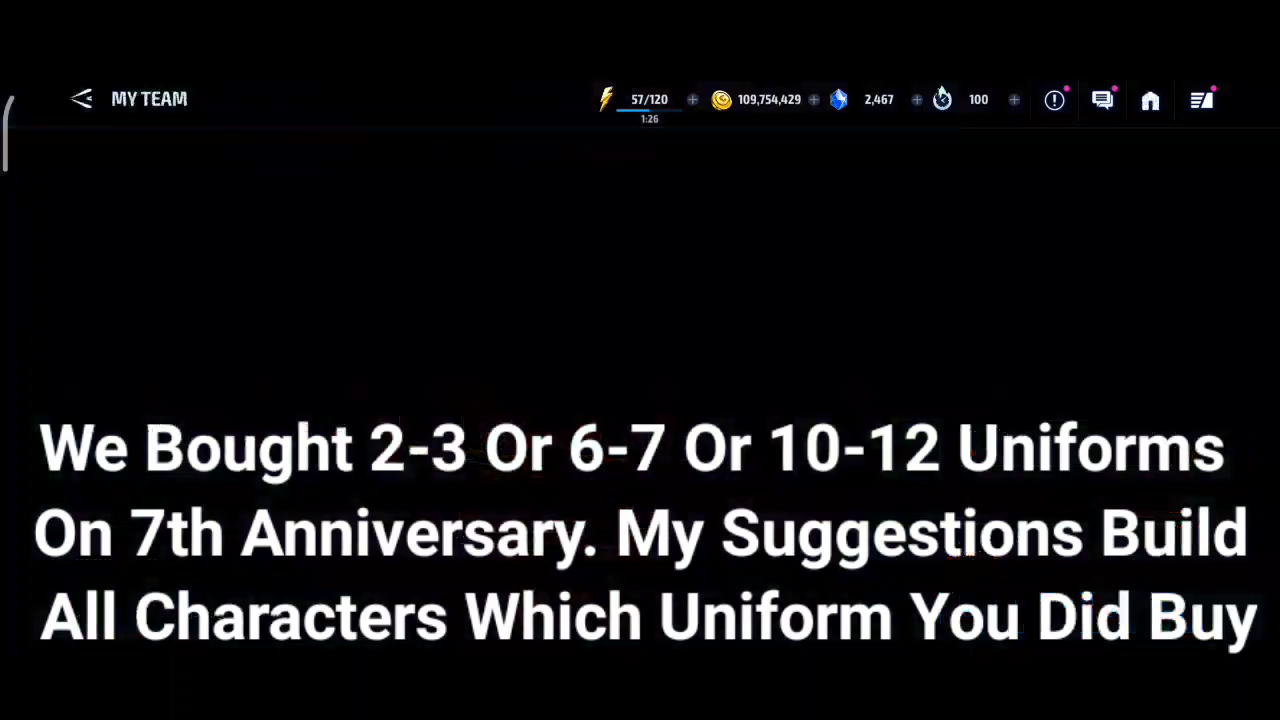 MY TEAM 57/120 109,754,429 2,467 100
1:26
We Bought 2-3 Or 6-7 Or 10-12 Uniforms
On 7th Anniversary. My Suggestions Build
All Characters Which Uniform You Did Buy